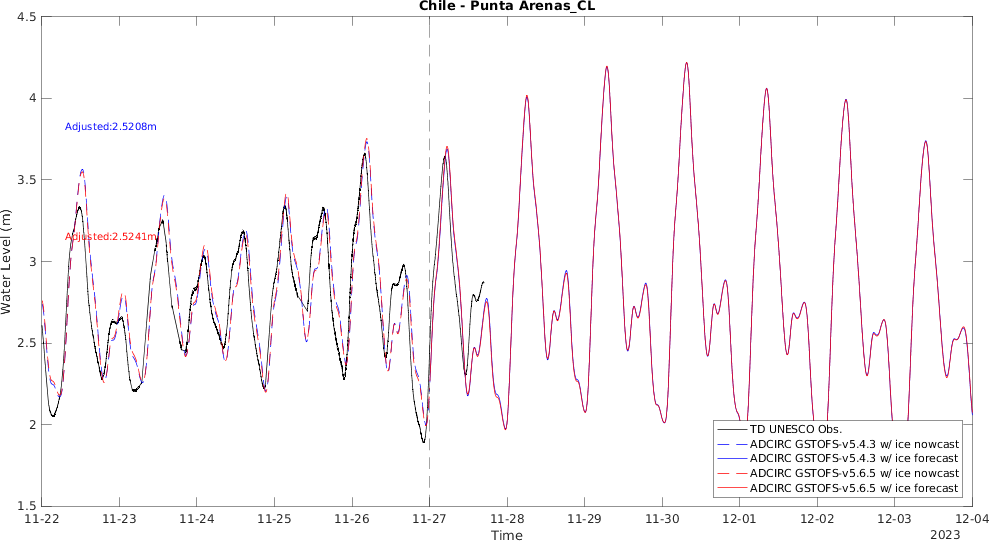 Chile - Punta Arenas_CL
4.5
4
3.5
3
2.5
2
1.5
Water Level (m)
Adjusted:2.5208m
Adjusted:2.5241m
TD UNESCO Obs.
ADCIRC GSTOFS-v5.4.3 w/ ice nowcast
ADCIRC GSTOFS-v5.4.3 w/ ice forecast
ADCIRC GSTOFS-v5.6.5 w/ ice nowcast
ADCIRC GSTOFS-v5.6.5 w/ ice forecast
11-22 11-23 11-24 11-25 11-26 11-27 11-28 11-29 11-30 12-01 12-02 12-03 12-04
Time
2023